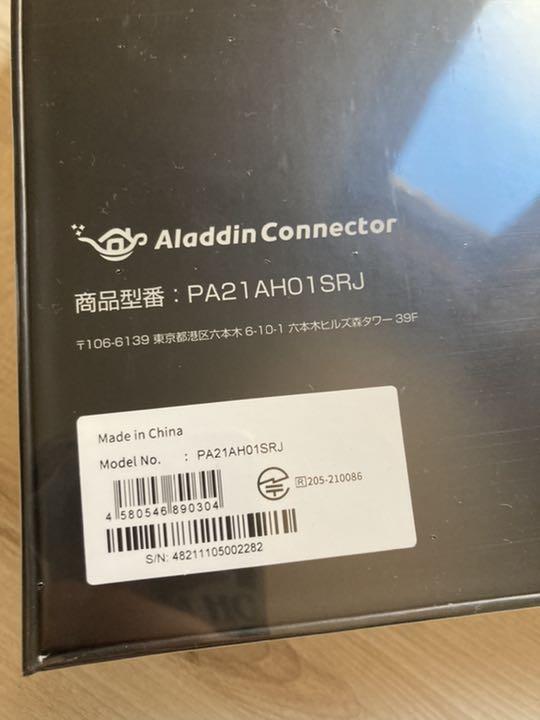 Aladdin Connector
商品型番：PA21AH01SRJ
〒106-6139 東京都港区六本木 6-10-1 六本木ヒルズ森タワー 39F
Made in China
Model No. : PA21AH01SRJ
4 580546 890304
R 205-210086
S/N: 48211105002282